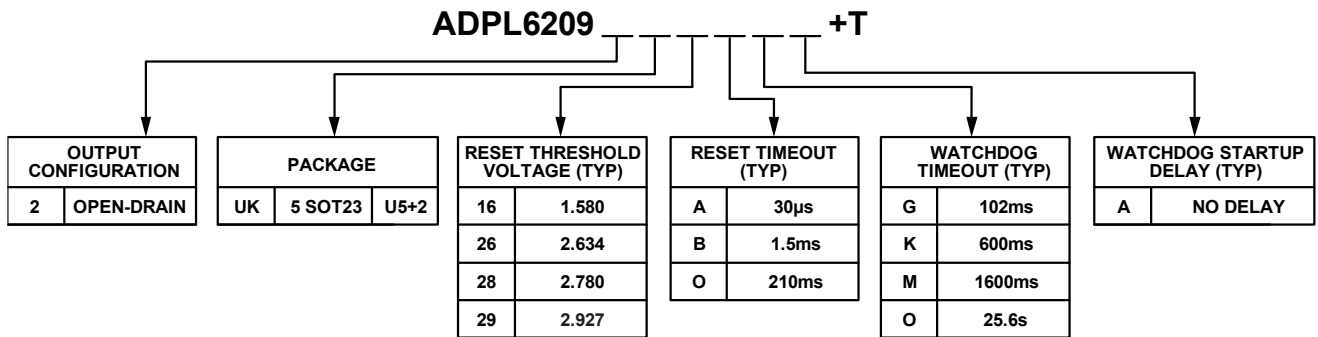 ADPL6209 _ _ _ _ _ _ +T
OUTPUT
CONFIGURATION
2 OPEN-DRAIN
PACKAGE
UK 5 SOT23 U5+2
RESET THRESHOLD
VOLTAGE (TYP)
16 1.580
26 2.634
28 2.780
29 2.927
RESET TIMEOUT
(TYP)
A 30µs
B 1.5ms
O 210ms
WATCHDOG
TIMEOUT (TYP)
G 102ms
K 600ms
M 1600ms
O 25.6s
WATCHDOG STARTUP
DELAY (TYP)
A NO DELAY